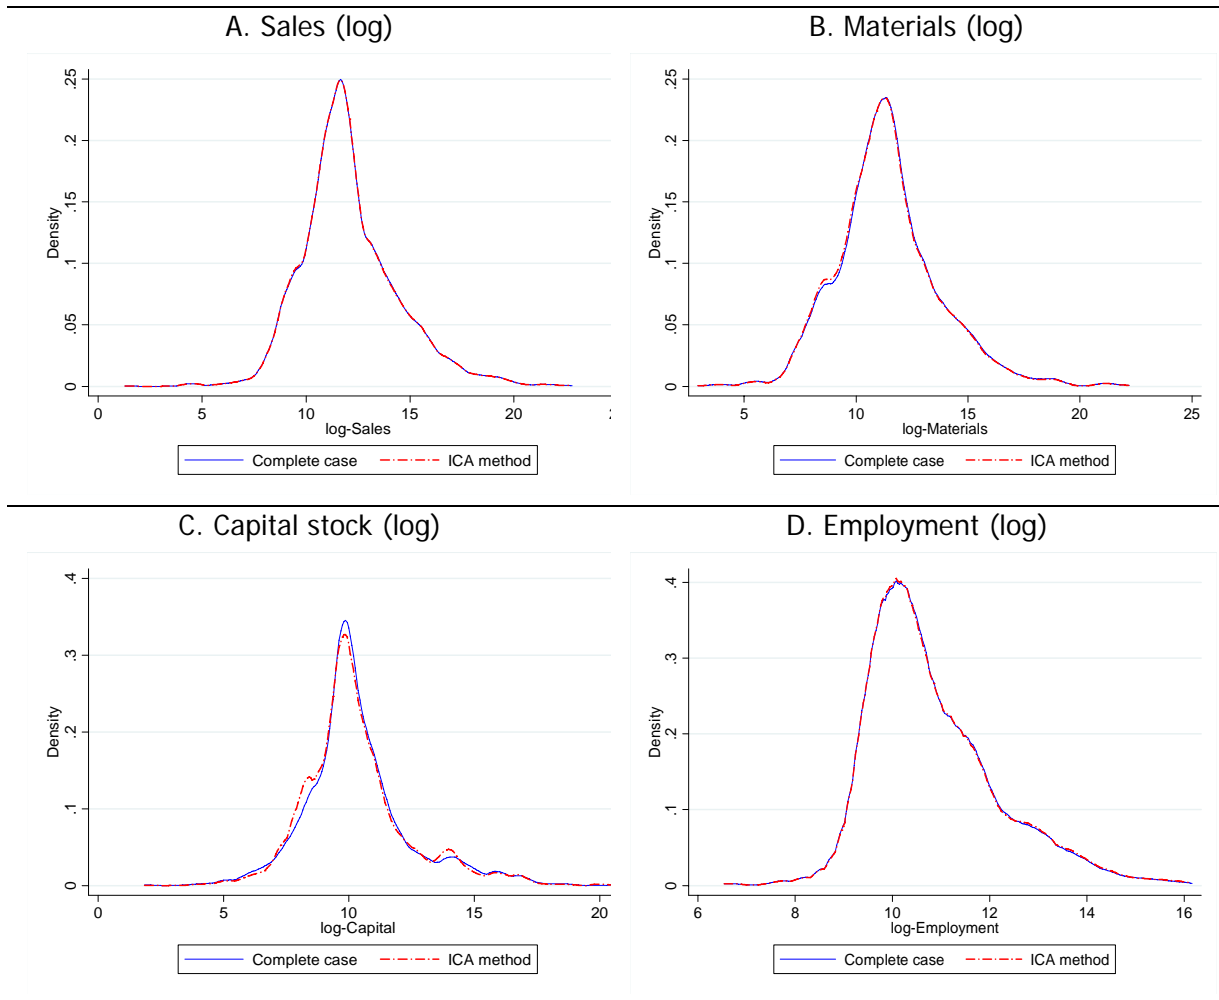 A. Sales (log)
B. Materials (log)
Density
0 .05 .1 .15 .2 .25
0 5 10 15 20
log-Sales
Complete case ICA method
Density
0 .05 .1 .15 .2 .25
5 10 15 20 25
log-Materials
Complete case ICA method
C. Capital stock (log)
D. Employment (log)
Density
0 .1 .2 .3 .4
0 5 10 15 20
log-Capital
Complete case ICA method
Density
0 .1 .2 .3 .4
6 8 10 12 14 16
log-Employment
Complete case ICA method